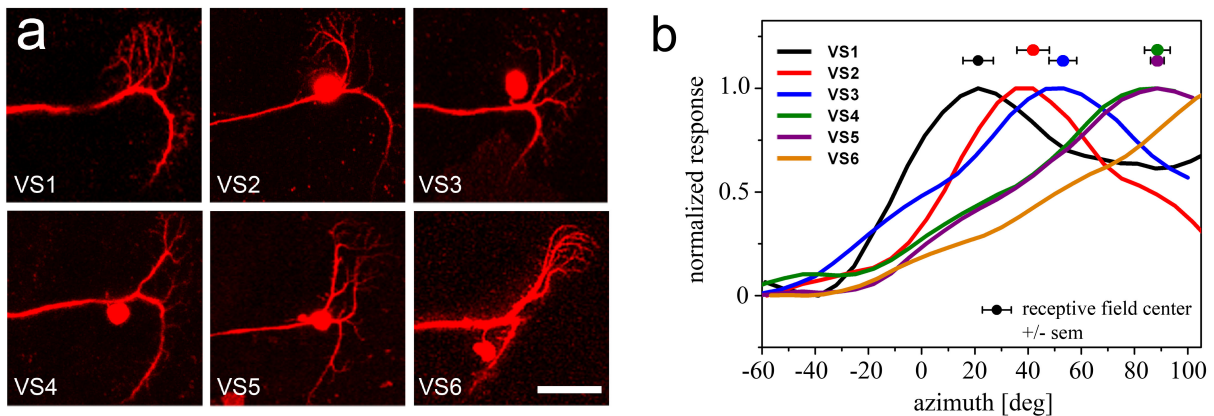 a
VS1
VS2
VS3
VS4
VS5
VS6
b
VS1
VS2
VS3
VS4
VS5
VS6
normalized response
1.0
0.5
0
receptive field center
+/- sem
-60 -40 -20 0 20 40 60 80 100
azimuth [deg]